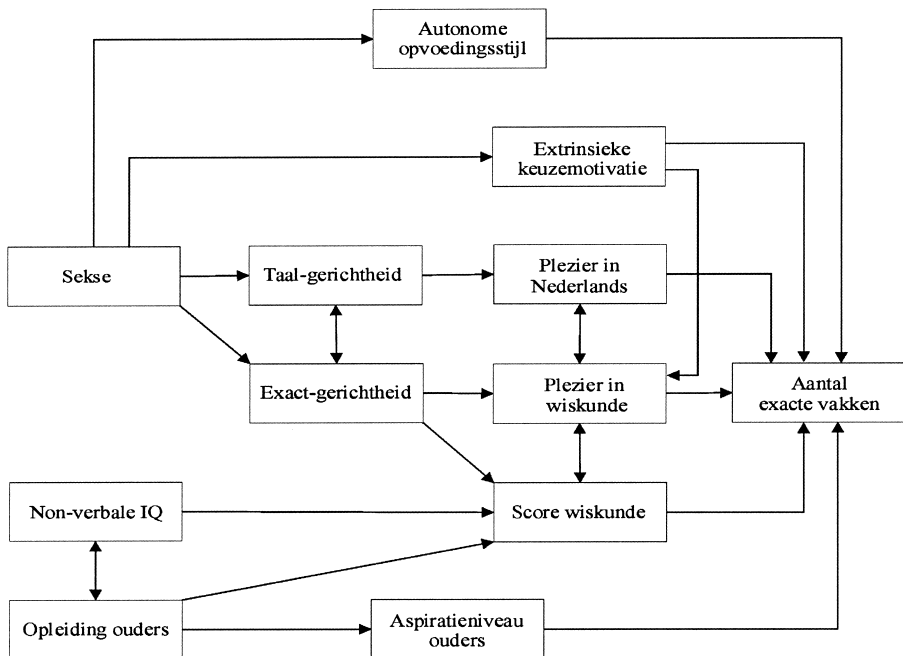 Autonome
opvoedingsstijl
Extrinsieke
keuzemotivatie
Sekse
Taal-gerichtheid
Plezier in
Nederlands
Exact-gerichtheid
Plezier in
wiskunde
Aantal
exacte vakken
Non-verbale IQ
Score wiskunde
Opleiding ouders
Aspiratieniveau
ouders